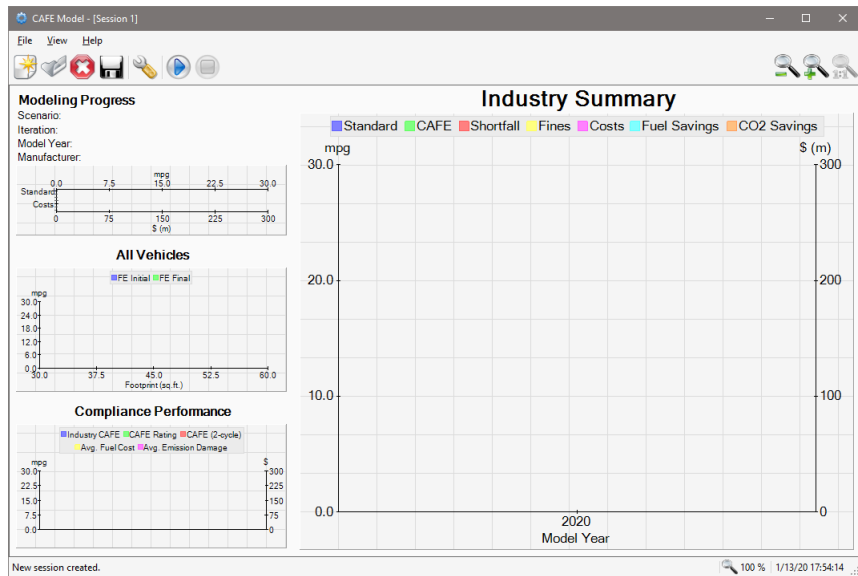 CAFE Model - [Session 1]
File View Help
Modeling Progress
Scenario:
Iteration:
Model Year:
Manufacturer:
mpg
0.0 7.5 15.0 22.5 30.0
Standard
Costs
0 75 150 225 300
$ (m)
All Vehicles
FE Initial FE Final
mpg
30.0
24.0
18.0
12.0
6.0
0.0
30.0 37.5 45.0 52.5 60.0
Footprint (sq.ft.)
Compliance Performance
Industry CAFE CAFE Rating CAFE (2-cycle)
Avg. Fuel Cost Avg. Emission Damage
mpg $
30.0 300
22.5 225
15.0 150
7.5 75
0.0 0
Industry Summary
Standard CAFE Shortfall Fines Costs Fuel Savings CO2 Savings
mpg $ (m)
30.0 300
20.0 200
10.0 100
0.0 0
2020
Model Year
New session created. 100 % 1/13/20 17:54:14